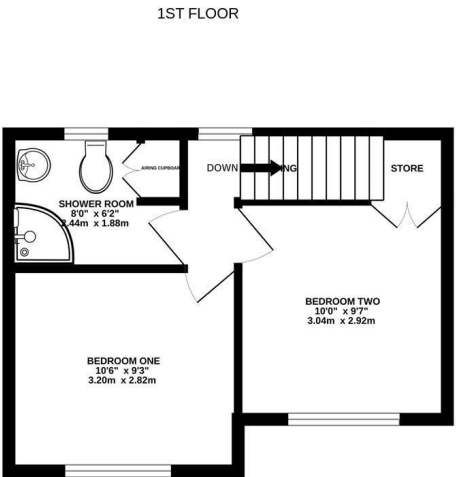 1ST FLOOR
AIRING CUPBOARD
DOWN
STORE
SHOWER ROOM
8'0" x 6'2"
2.44m x 1.88m
BEDROOM TWO
10'0" x 9'7"
3.04m x 2.92m
BEDROOM ONE
10'6" x 9'3"
3.20m x 2.82m